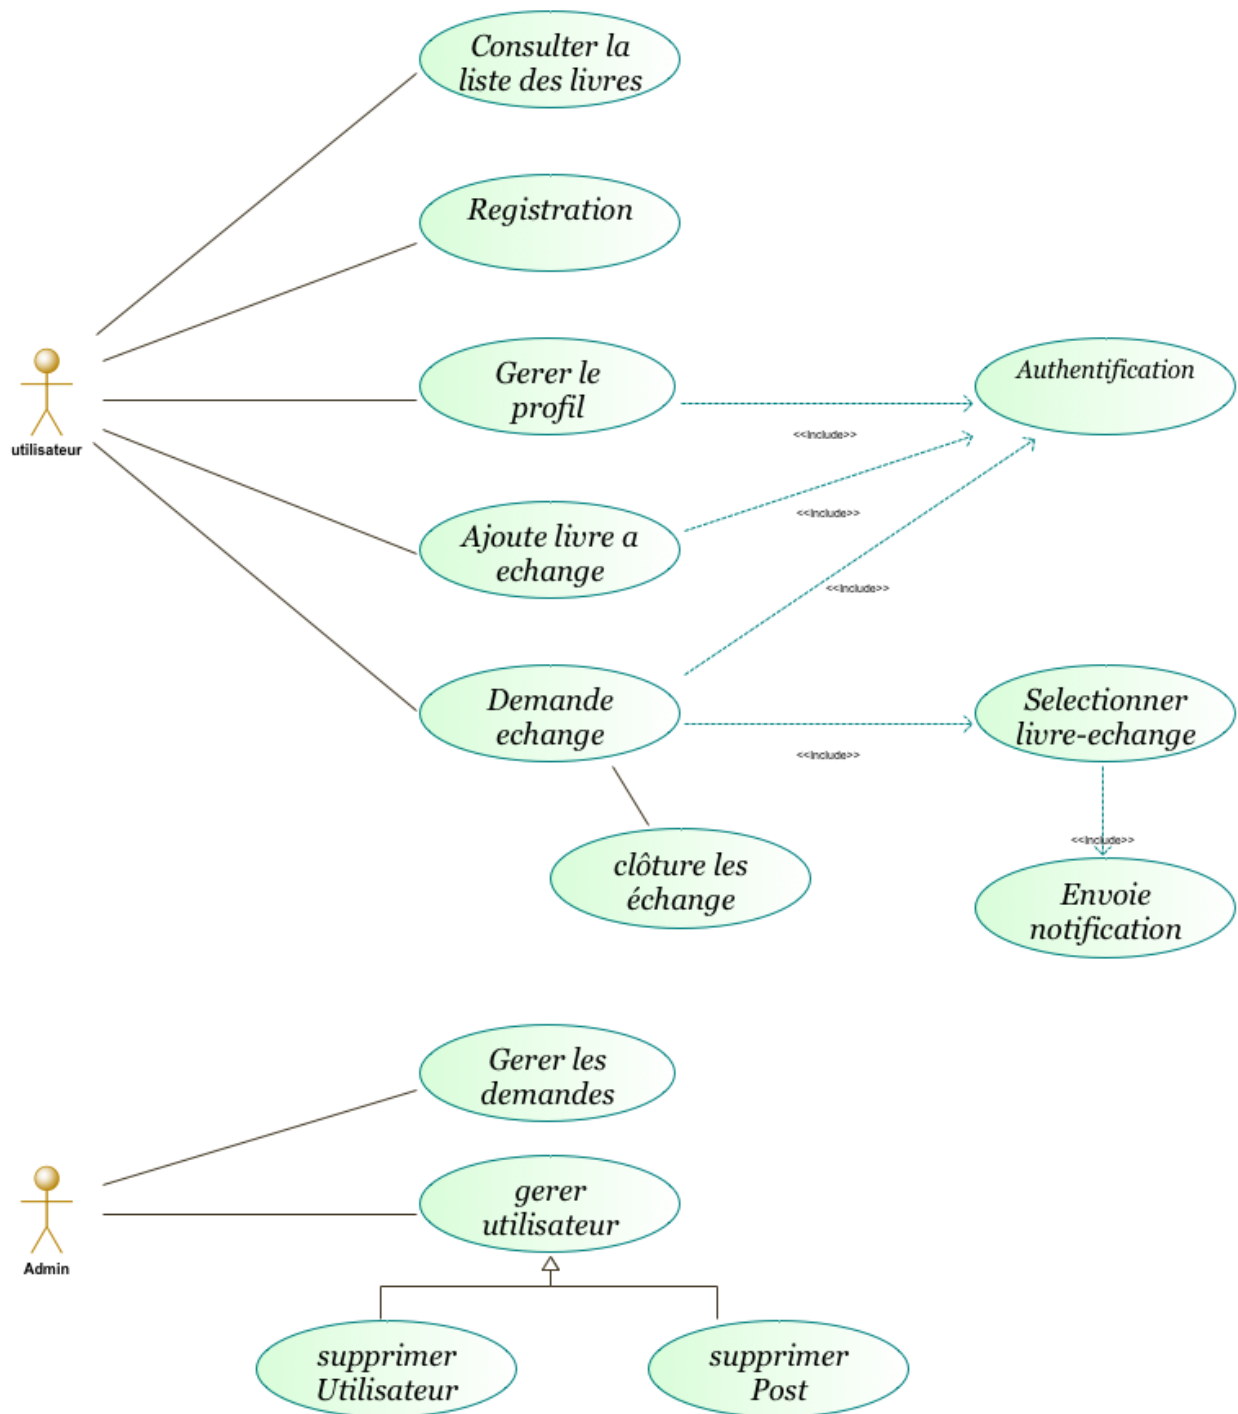 Consulter la
liste des livres
Registration
Gerer le
profil
Authentification
utilisateur
<<Include>>
<<Include>>
Ajoute livre a
echange
<<Include>>
Demande
echange
Selectionner
livre-echange
<<Include>>
<<Include>>
clôture les
échange
Envoie
notification
Gerer les
demandes
gerer
utilisateur
Admin
supprimer
Utilisateur
supprimer
Post